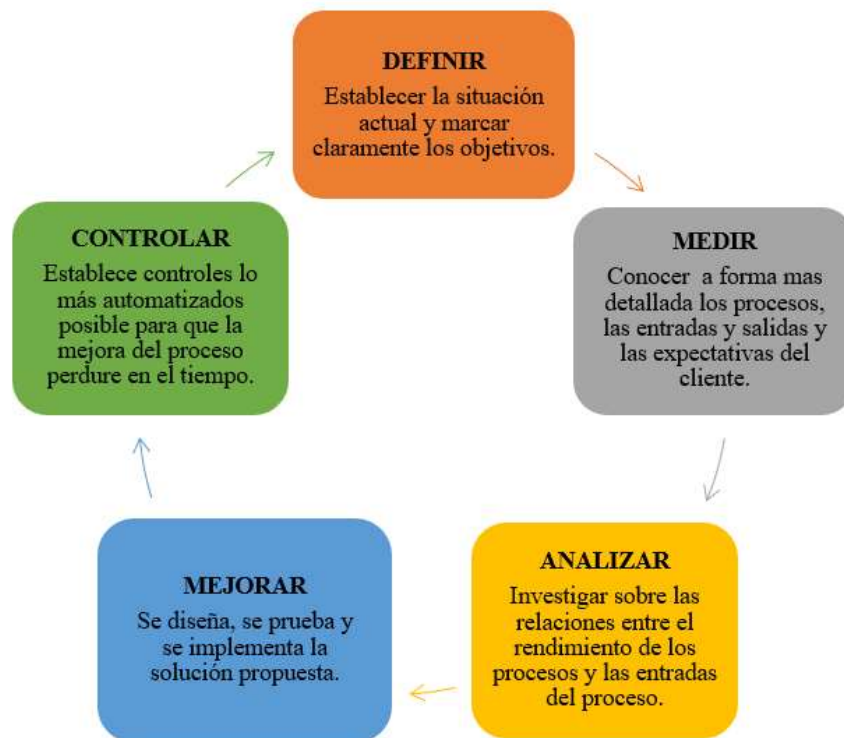 DEFINIR
Establecer la situación
actual y marcar
claramente los objetivos.
MEDIR
Conocer a forma mas
detallada los procesos,
las entradas y salidas y
las expectativas del
cliente.
ANALIZAR
Investigar sobre las
relaciones entre el
rendimiento de los
procesos y las entradas
del proceso.
MEJORAR
Se diseña, se prueba y
se implementa la
solución propuesta.
CONTROLAR
Establece controles lo
más automatizados
posible para que la
mejora del proceso
perdure en el tiempo.